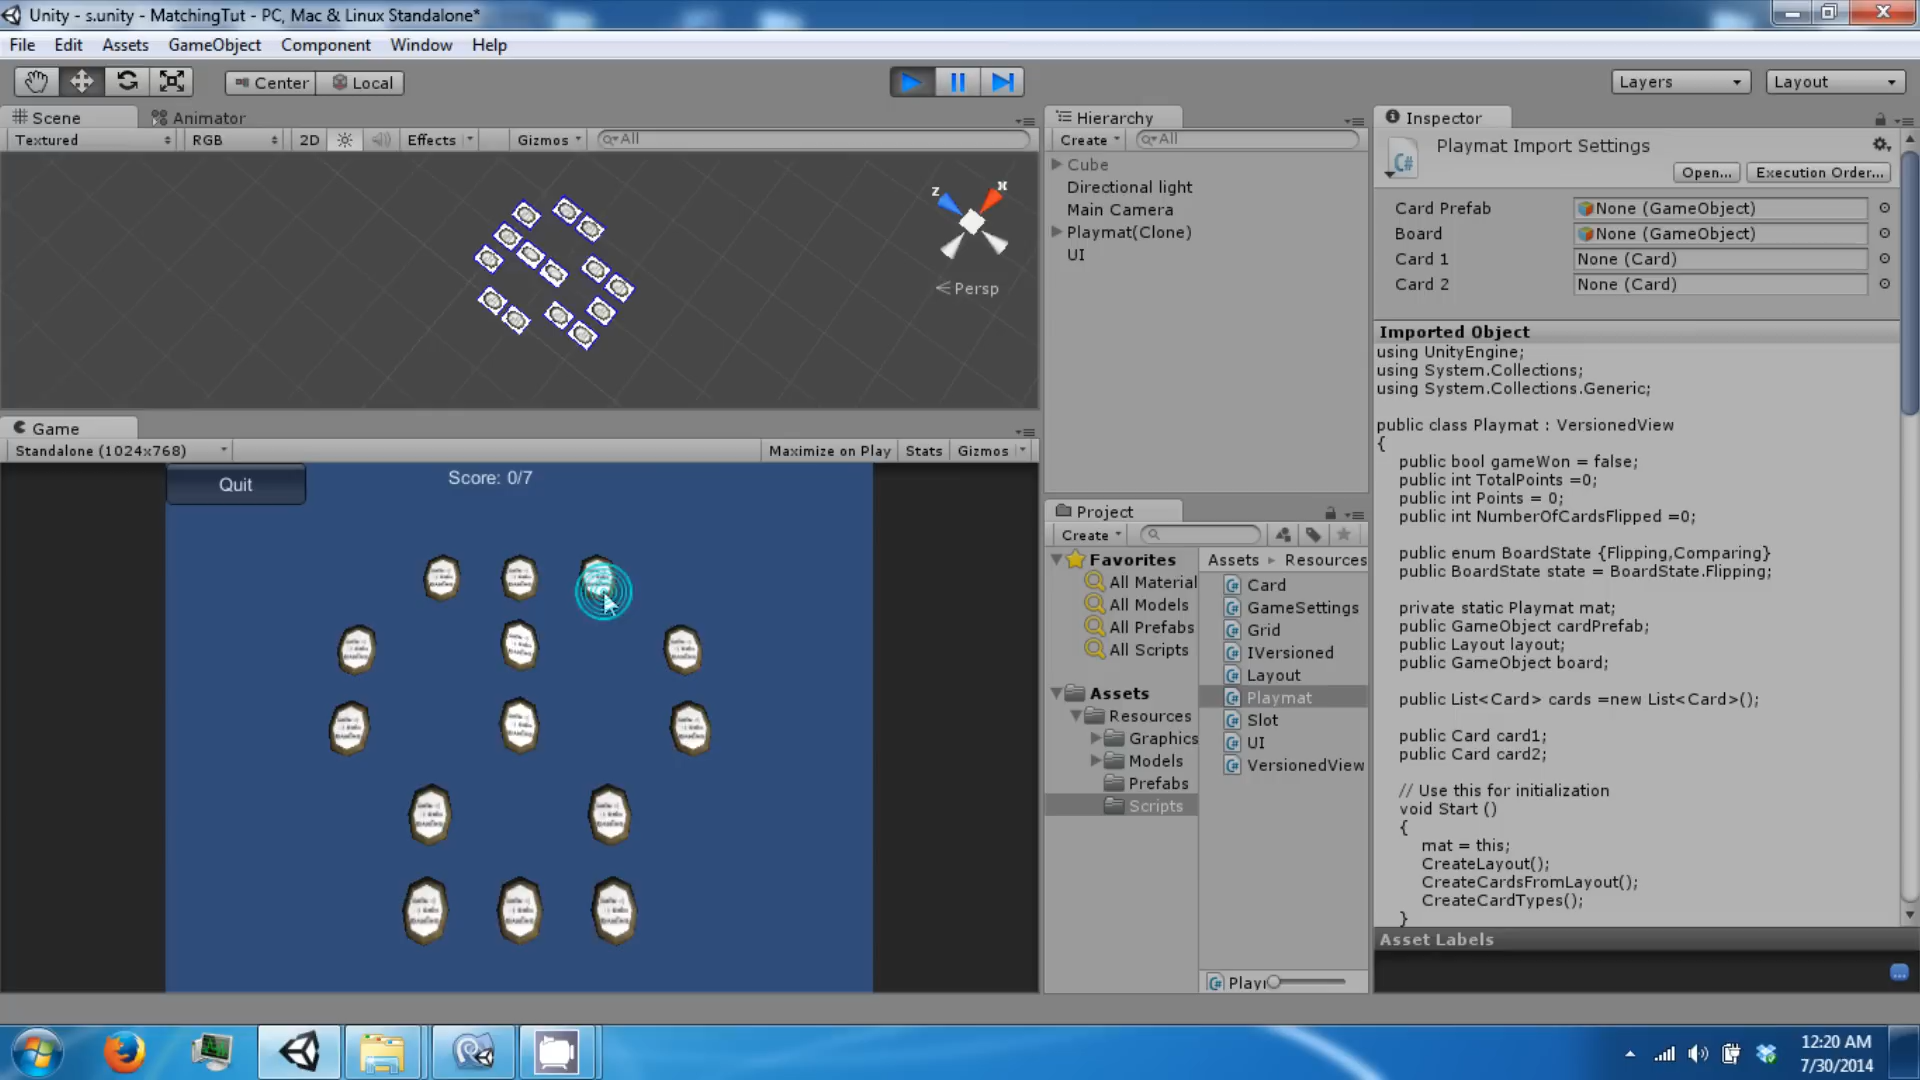 Unity - s.unity - MatchingTut - PC, Mac & Linux Standalone*
File Edit Assets GameObject Component Window Help
Center Local Layers Layout
Scene Animator
Textured RGB 2D Effects Gizmos All
z x
Persp
Game
Standalone (1024x768) Maximize on Play Stats Gizmos
Quit Score: 0/7
Hierarchy
Create All
Cube
Directional light
Main Camera
Playmat(Clone)
UI
Project
Create
Favorites
All Material
All Models
All Prefabs
All Scripts
Assets
Resources
Graphics
Models
Prefabs
Scripts
Assets Resources
Card
GameSettings
Grid
IVersioned
Layout
Playmat
Slot
UI
VersionedView
Playı
Inspector
Playmat Import Settings
Open... Execution Order...
Card Prefab None (GameObject)
Board None (GameObject)
Card 1 None (Card)
Card 2 None (Card)
Imported Object
using UnityEngine;
using System.Collections;
using System.Collections.Generic;
public class Playmat : VersionedView
{
public bool gameWon = false;
public int TotalPoints =0;
public int Points = 0;
public int NumberOfCardsFlipped =0;
public enum BoardState {Flipping,Comparing}
public BoardState state = BoardState.Flipping;
private static Playmat mat;
public GameObject cardPrefab;
public Layout layout;
public GameObject board;
public List<Card> cards =new List<Card>();
public Card card1;
public Card card2;
// Use this for initialization
void Start ()
{
mat = this;
CreateLayout();
CreateCardsFromLayout();
CreateCardTypes();
}
Asset Labels
12:20 AM
7/30/2014